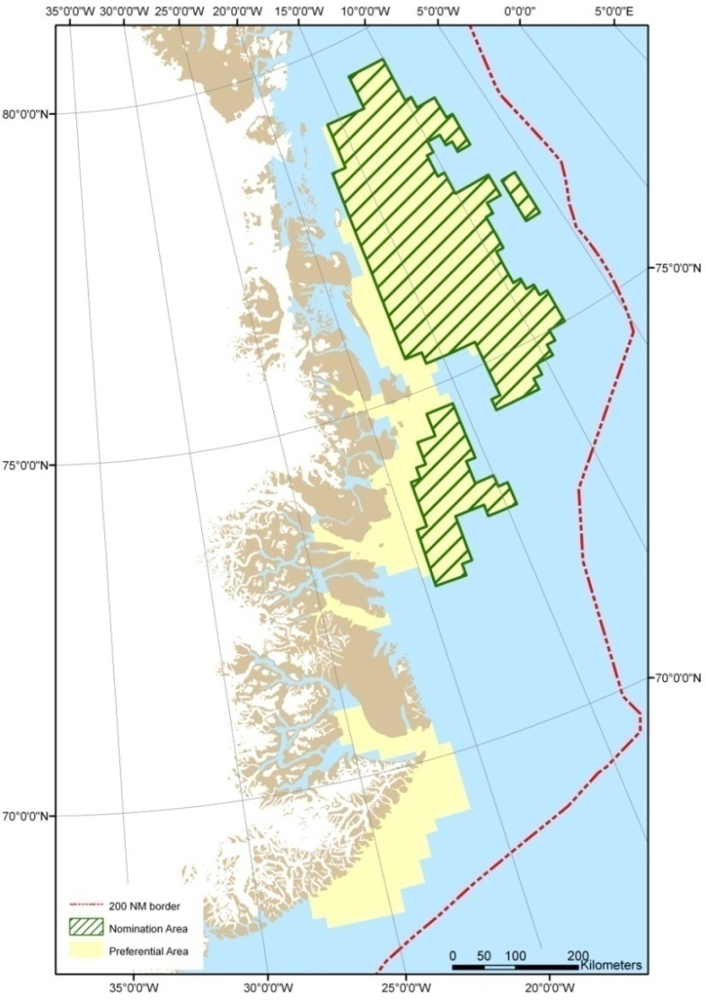 35°0'0"W 30°0'0"W 25°0'0"W 20°0'0"W 15°0'0"W 10°0'0"W 5°0'0"W 0°0'0" 5°0'0"E
80°0'0"N
75°0'0"N
75°0'0"N
70°0'0"N
70°0'0"N
200 NM border
Nomination Area
Preferential Area
0 50 100 200
Kilometers
35°0'0"W 30°0'0"W 25°0'0"W 20°0'0"W